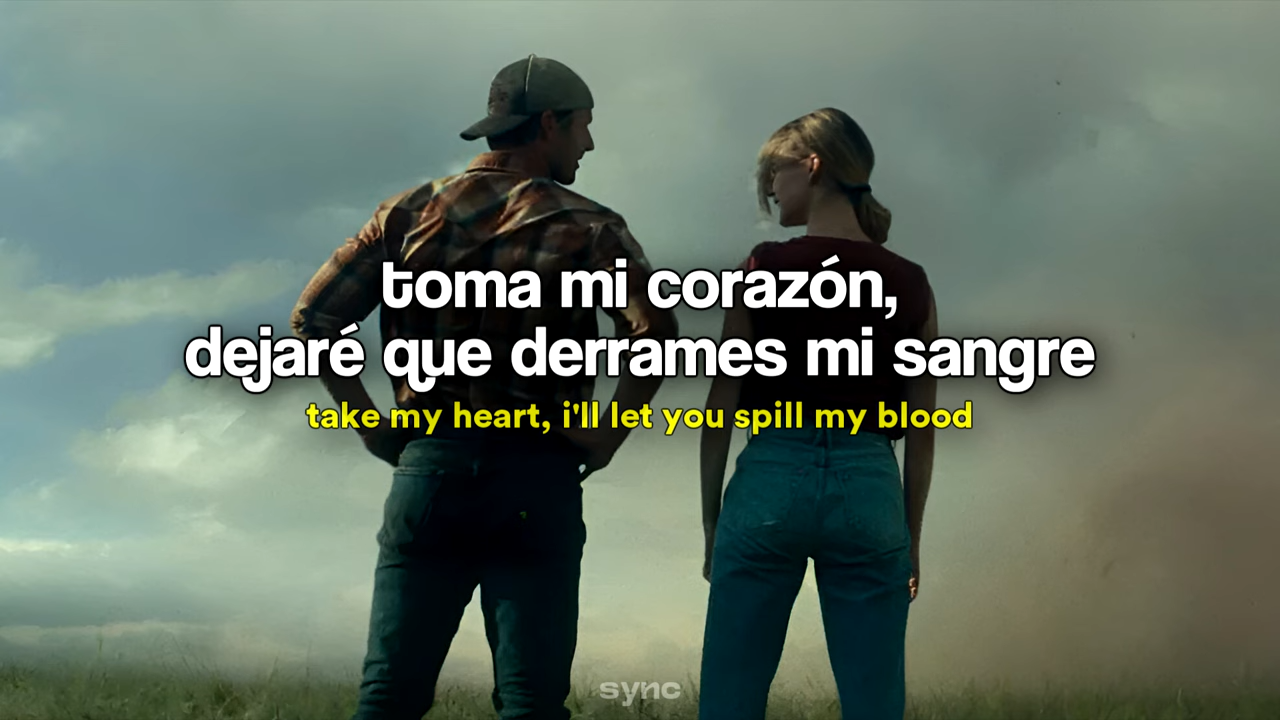 toma mi corazón,
dejaré que derrames mi sangre
take my heart, i'll let you spill my blood
sync